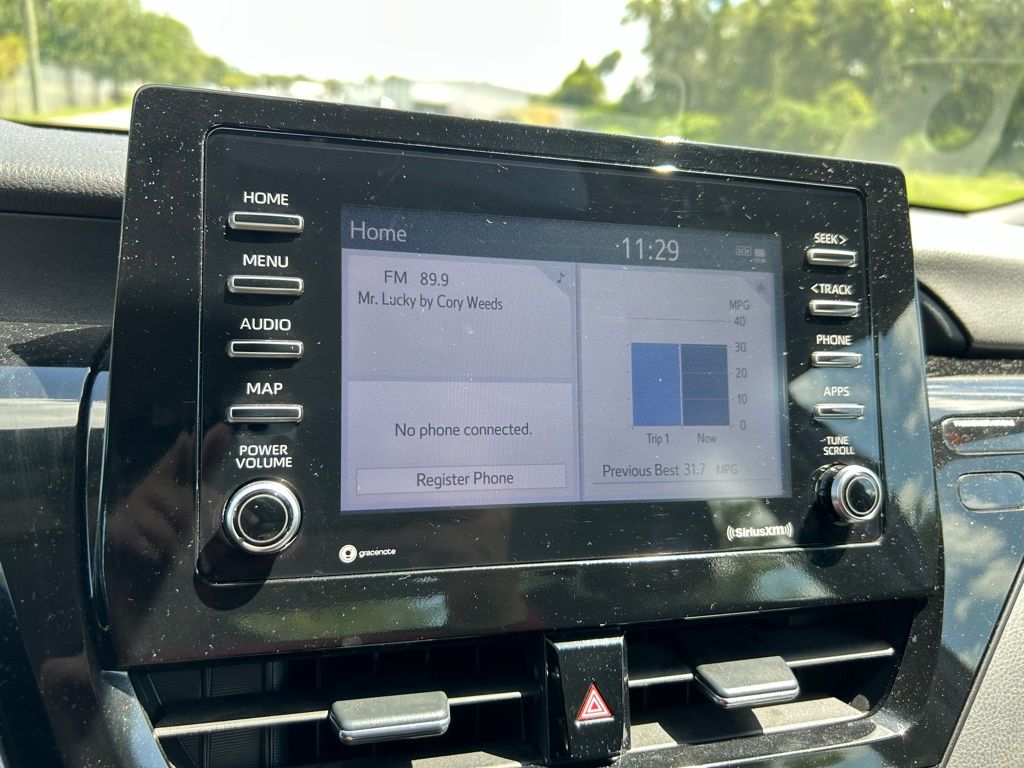 HOME
MENU
AUDIO
MAP
POWER
VOLUME
Home
11:29
FM 89.9
Mr. Lucky by Cory Weeds
No phone connected.
Register Phone
MPG
40
30
20
10
0
Trip 1 Now
Previous Best 31.7 MPG
SEEK>
<TRACK
PHONE
APPS
TUNE
SCROLL
gracenote
SiriusXM